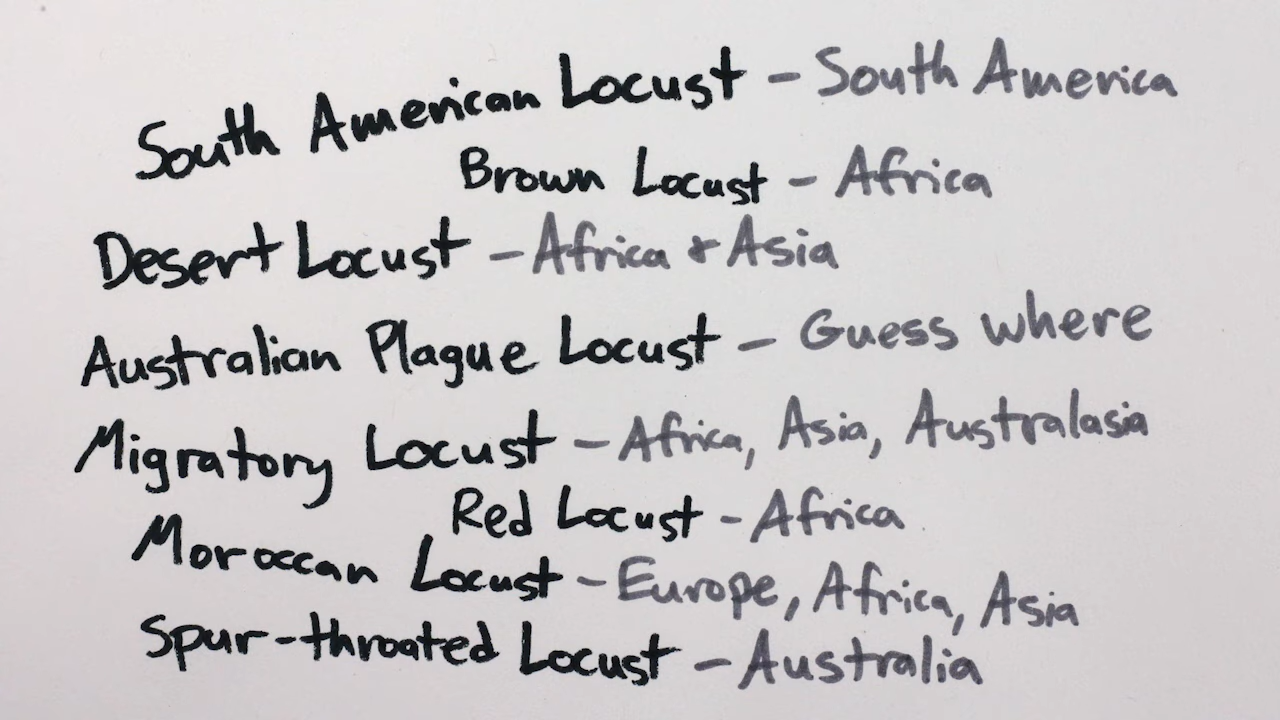 South American Locust - South America
Brown Locust - Africa
Desert Locust - Africa & Asia
Australian Plague Locust - Guess where
Migratory Locust - Africa, Asia, Australasia
Red Locust - Africa
Moroccan Locust - Europe, Africa, Asia
Spur-throated Locust - Australia